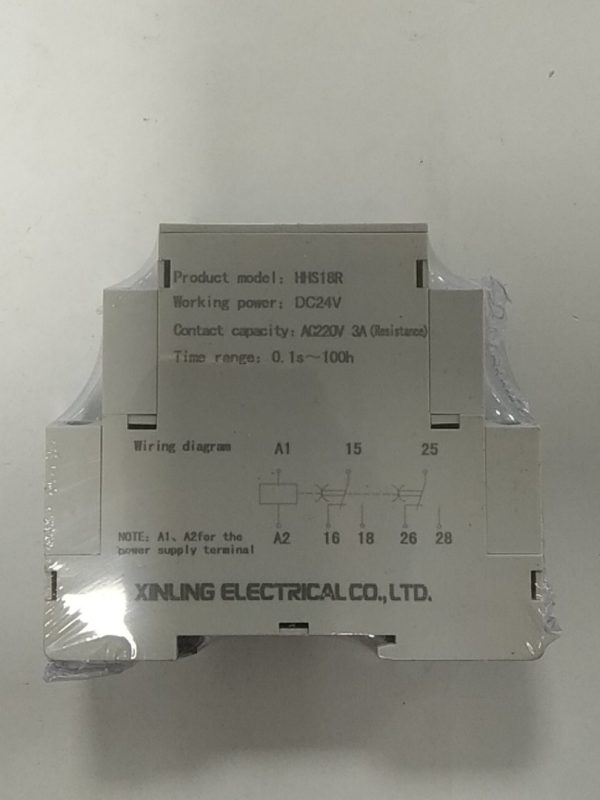 Product model: HHS18R
Working power: DC24V
Contact capacity: AC220V 3A(Resistance)
Time range: 0.1s～100h
Wiring diagram A1 15 25
NOTE: A1、A2for the
power supply terminal
A2 16 18 26 28
XINLING ELECTRICAL CO., LTD.